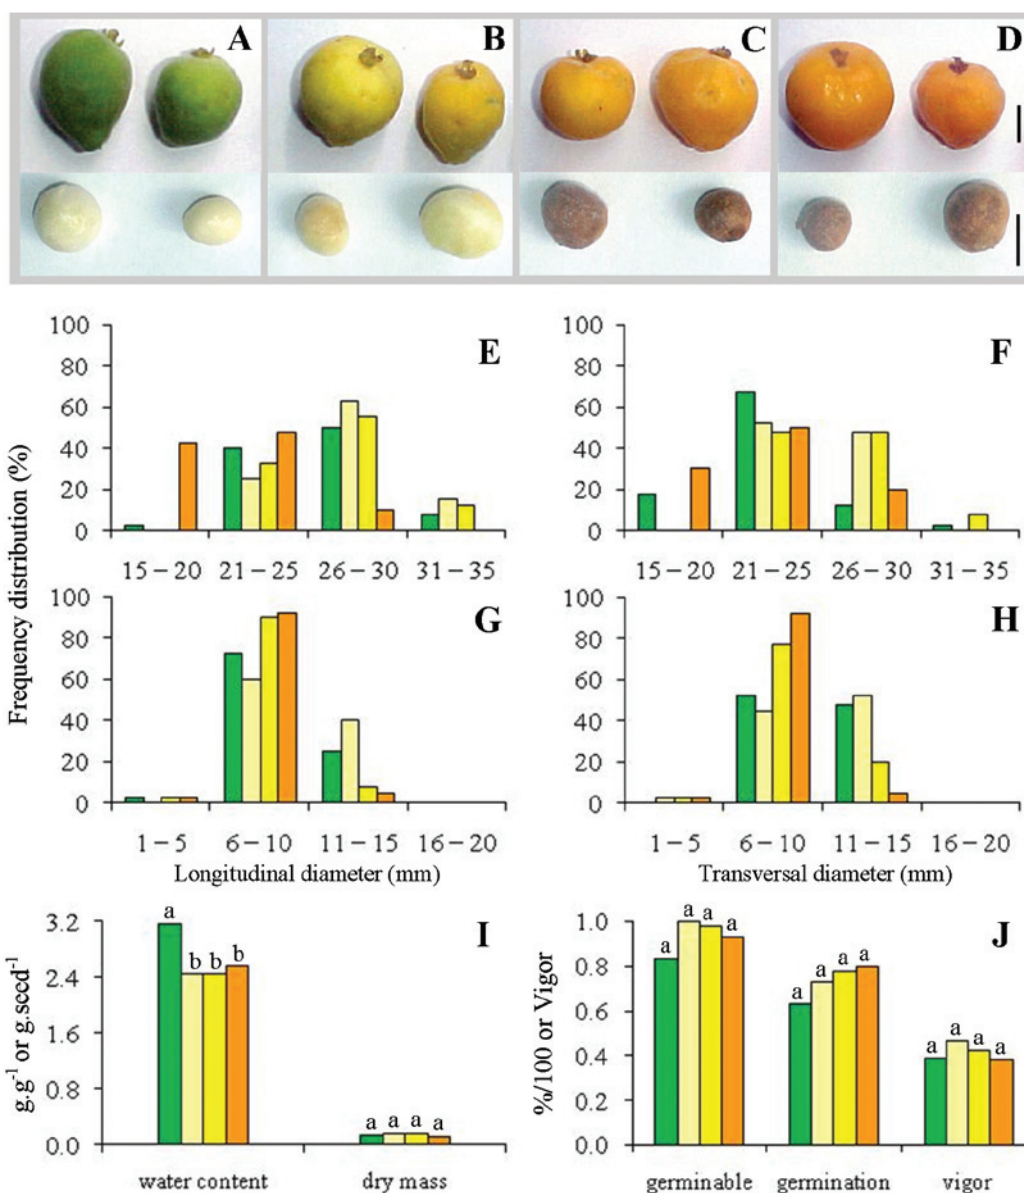 A B C D
E F
100 100
80 80
60 60
40 40
20 20
0 0
15 – 20 21 – 25 26 – 30 31 – 35 15 – 20 21 – 25 26 – 30 31 – 35
Frequency distribution (%)
G H
100 100
80 80
60 60
40 40
20 20
0 0
1 – 5 6 – 10 11 – 15 16 – 20 1 – 5 6 – 10 11 – 15 16 – 20
Longitudinal diameter (mm) Transversal diameter (mm)
I
g.g⁻¹ or g.seed⁻¹
3.2
2.4
1.6
0.8
0.0
a b b b a a a a
water content dry mass
J
%/100 or Vigor
1.0
0.8
0.6
0.4
0.2
0.0
a a a a a a a a a a a a
germinable germination vigor